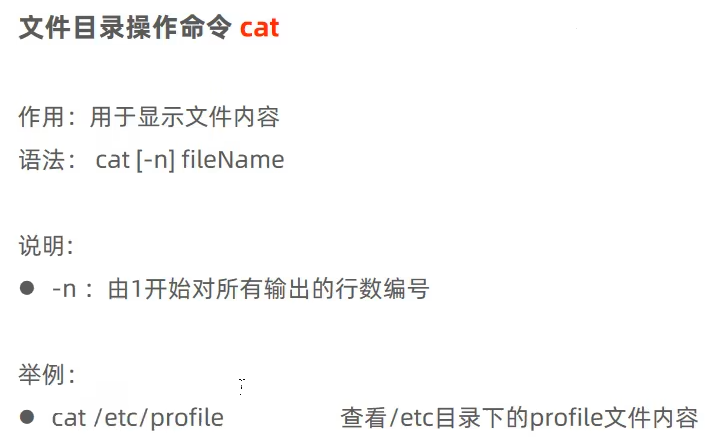 文件目录操作命令 cat
作用：用于显示文件内容
语法： cat [-n] fileName
说明：
● -n ：由1开始对所有输出的行数编号
举例：
● cat /etc/profile 查看/etc目录下的profile文件内容